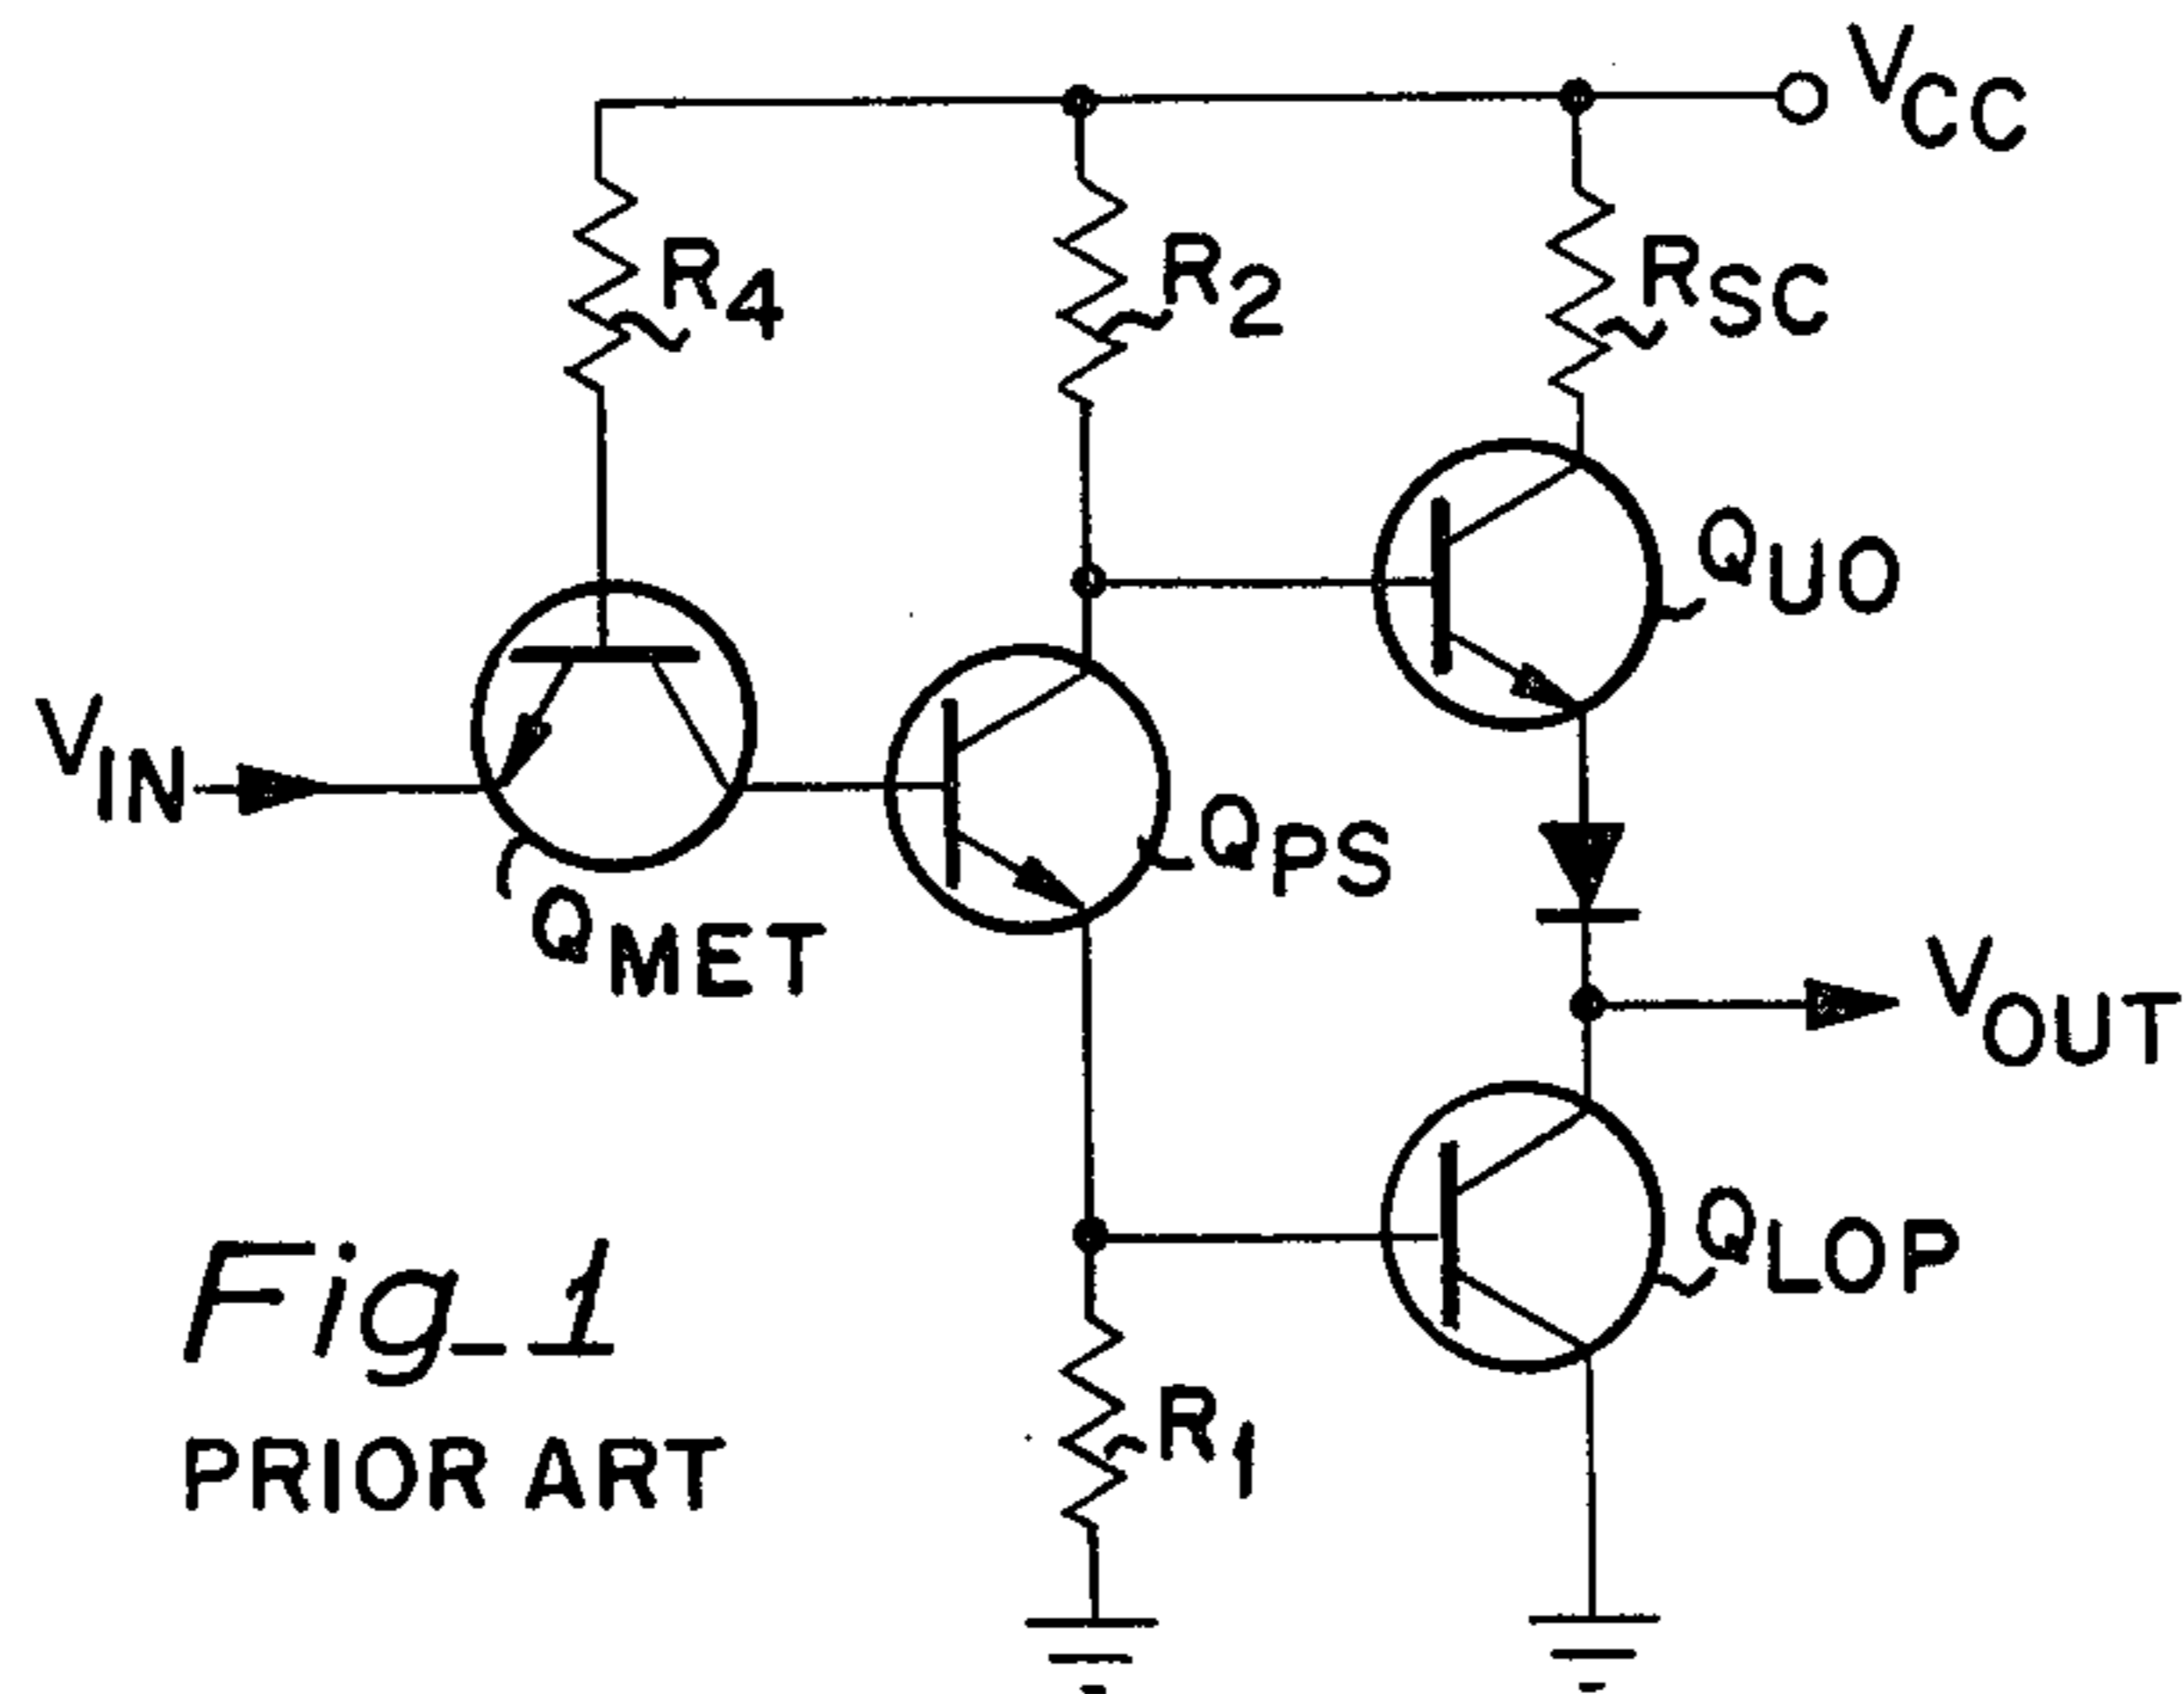 VCC
R4
R2
RSC
QUO
VIN
QPS
QMET
VOUT
QLOP
Fig_1
R1
PRIOR ART